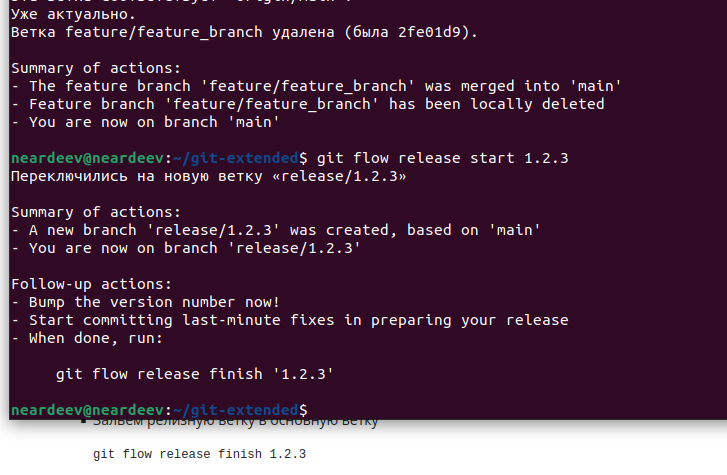 Уже актуально.
Ветка feature/feature_branch удалена (была 2fe01d9).
Summary of actions:
- The feature branch 'feature/feature_branch' was merged into 'main'
- Feature branch 'feature/feature_branch' has been locally deleted
- You are now on branch 'main'
neardeev@neardeev:~/git-extended$ git flow release start 1.2.3
Переключились на новую ветку «release/1.2.3»
Summary of actions:
- A new branch 'release/1.2.3' was created, based on 'main'
- You are now on branch 'release/1.2.3'
Follow-up actions:
- Bump the version number now!
- Start committing last-minute fixes in preparing your release
- When done, run:
git flow release finish '1.2.3'
neardeev@neardeev:~/git-extended$
Зальем релизную ветку в основную ветку
git flow release finish 1.2.3